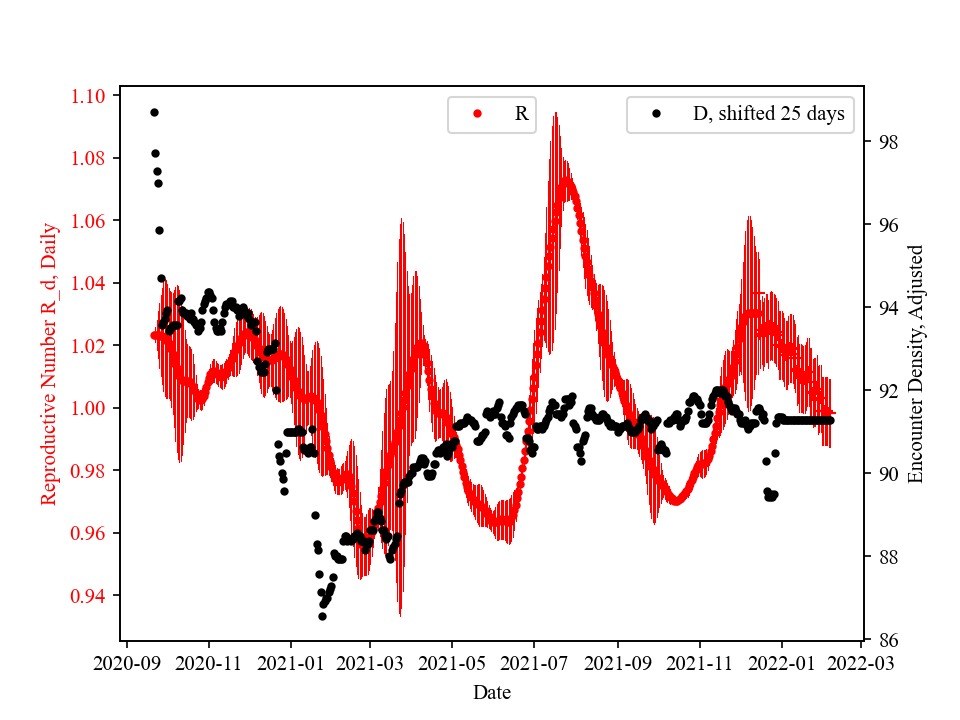 R
D, shifted 25 days
Reproductive Number R_d, Daily
1.10
1.08
1.06
1.04
1.02
1.00
0.98
0.96
0.94
98
96
94
92
90
88
86
Encounter Density, Adjusted
2020-09 2020-11 2021-01 2021-03 2021-05 2021-07 2021-09 2021-11 2022-01 2022-03
Date